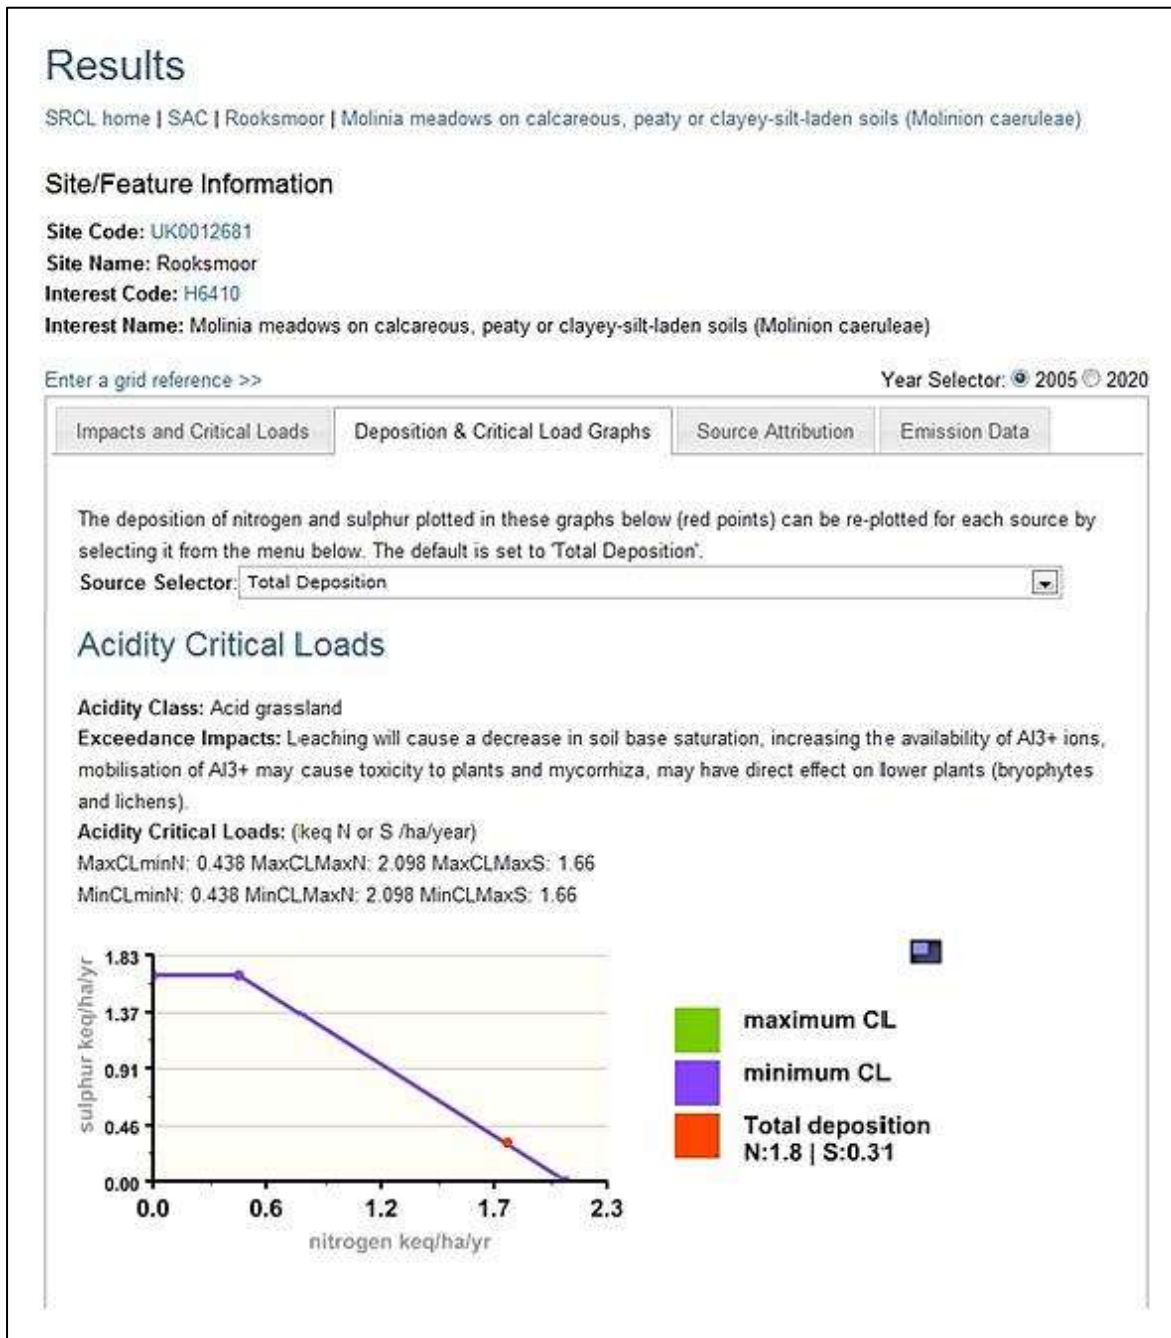 Results
SRCL home | SAC | Rooksmoor | Molinia meadows on calcareous, peaty or clayey-silt-laden soils (Molinion caeruleae)
Site/Feature Information
Site Code: UK0012681
Site Name: Rooksmoor
Interest Code: H6410
Interest Name: Molinia meadows on calcareous, peaty or clayey-silt-laden soils (Molinion caeruleae)
Enter a grid reference >>
Year Selector: 2005 2020
Impacts and Critical Loads
Deposition & Critical Load Graphs
Source Attribution
Emission Data
The deposition of nitrogen and sulphur plotted in these graphs below (red points) can be re-plotted for each source by
selecting it from the menu below. The default is set to 'Total Deposition'.
Source Selector: Total Deposition
Acidity Critical Loads
Acidity Class: Acid grassland
Exceedance Impacts: Leaching will cause a decrease in soil base saturation, increasing the availability of Al3+ ions,
mobilisation of Al3+ may cause toxicity to plants and mycorrhiza, may have direct effect on lower plants (bryophytes
and lichens).
Acidity Critical Loads: (keq N or S /ha/year)
MaxCLminN: 0.438 MaxCLMaxN: 2.098 MaxCLMaxS: 1.66
MinCLminN: 0.438 MinCLMaxN: 2.098 MinCLMaxS: 1.66
sulphur keq/ha/yr
1.83
1.37
0.91
0.46
0.00
0.0 0.6 1.2 1.7 2.3
nitrogen keq/ha/yr
maximum CL
minimum CL
Total deposition
N:1.8 | S:0.31